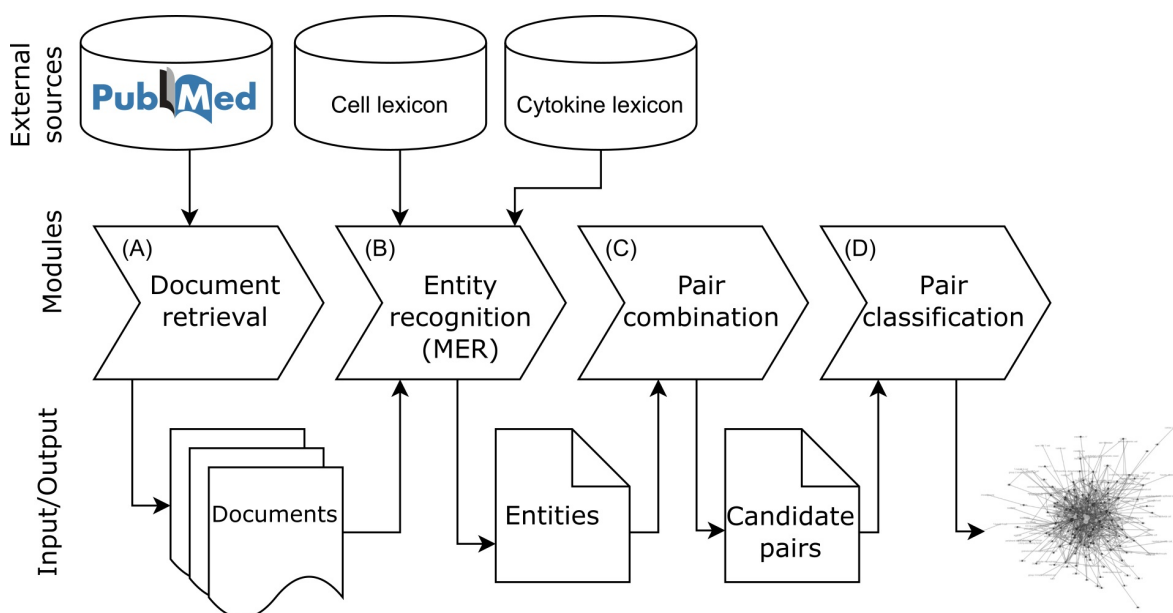 External
sources
PubMed
Cell lexicon
Cytokine lexicon
Modules
(A)
Document
retrieval
(B)
Entity
recognition
(MER)
(C)
Pair
combination
(D)
Pair
classification
Input/Output
Documents
Entities
Candidate
pairs